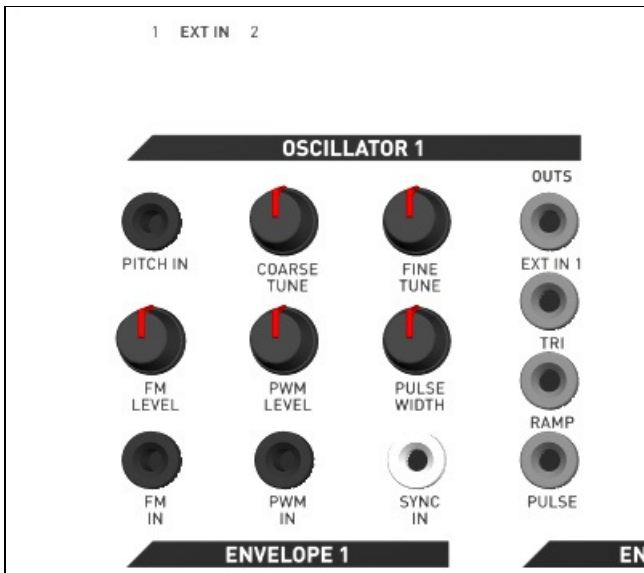 1 EXT IN 2
OSCILLATOR 1
OUTS
PITCH IN
COARSE
TUNE
FINE
TUNE
EXT IN 1
TRI
FM
LEVEL
PWM
LEVEL
PULSE
WIDTH
RAMP
FM
IN
PWM
IN
SYNC
IN
PULSE
ENVELOPE 1
EN